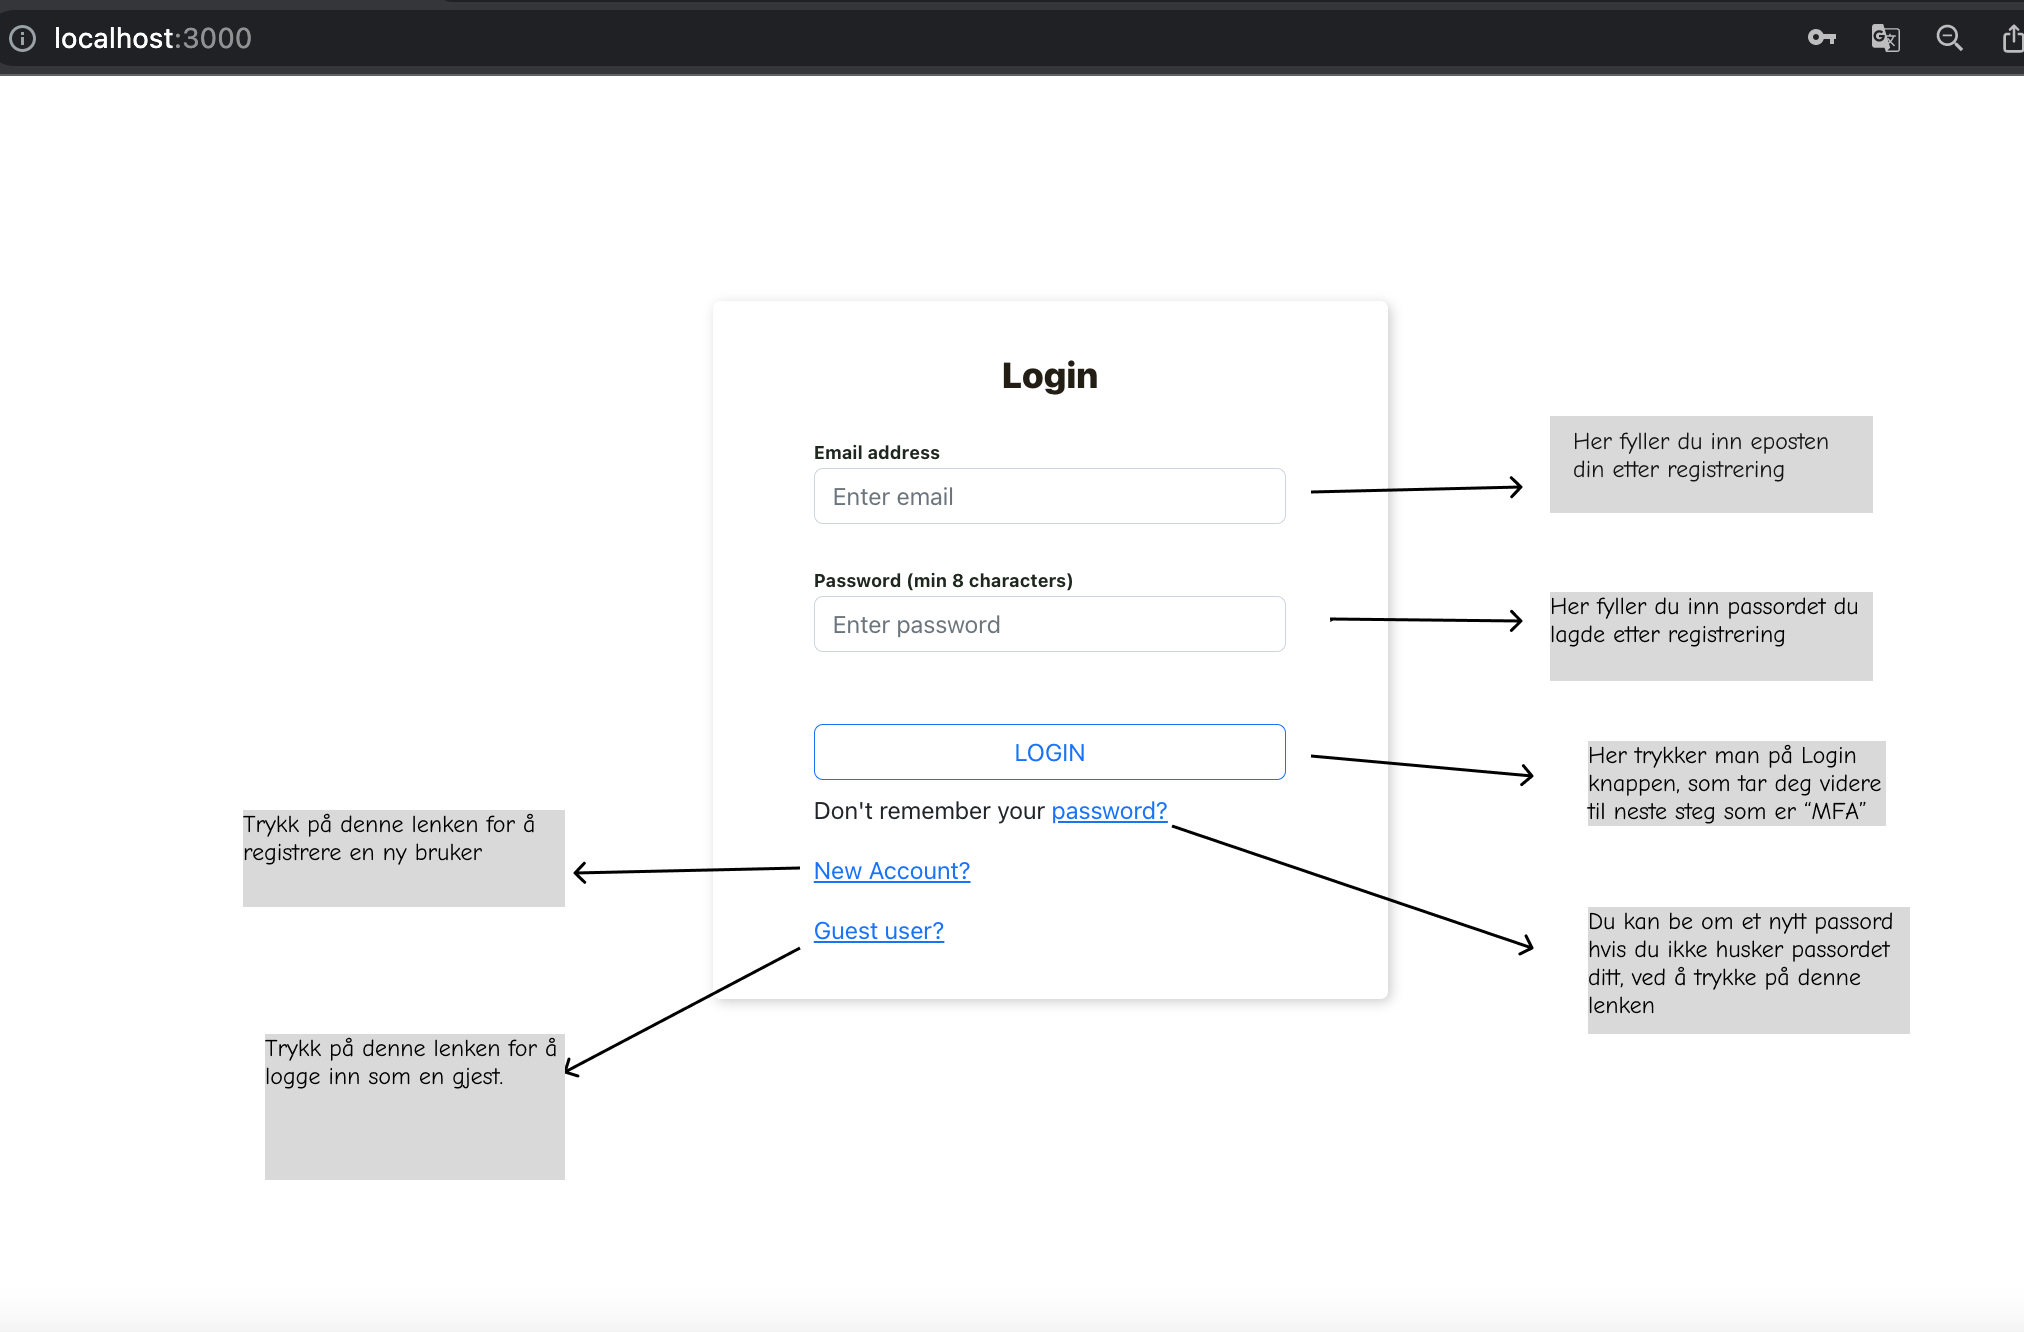 localhost:3000
Login
Email address
Enter email
Her fyller du inn eposten
din etter registrering
Password (min 8 characters)
Enter password
Her fyller du inn passordet du
lagde etter registrering
LOGIN
Her trykker man på Login
knappen, som tar deg videre
til neste steg som er “MFA”
Don't remember your password?
Trykk på denne lenken for å
registrere en ny bruker
New Account?
Guest user?
Du kan be om et nytt passord
hvis du ikke husker passordet
ditt, ved å trykke på denne
lenken
Trykk på denne lenken for å
logge inn som en gjest.